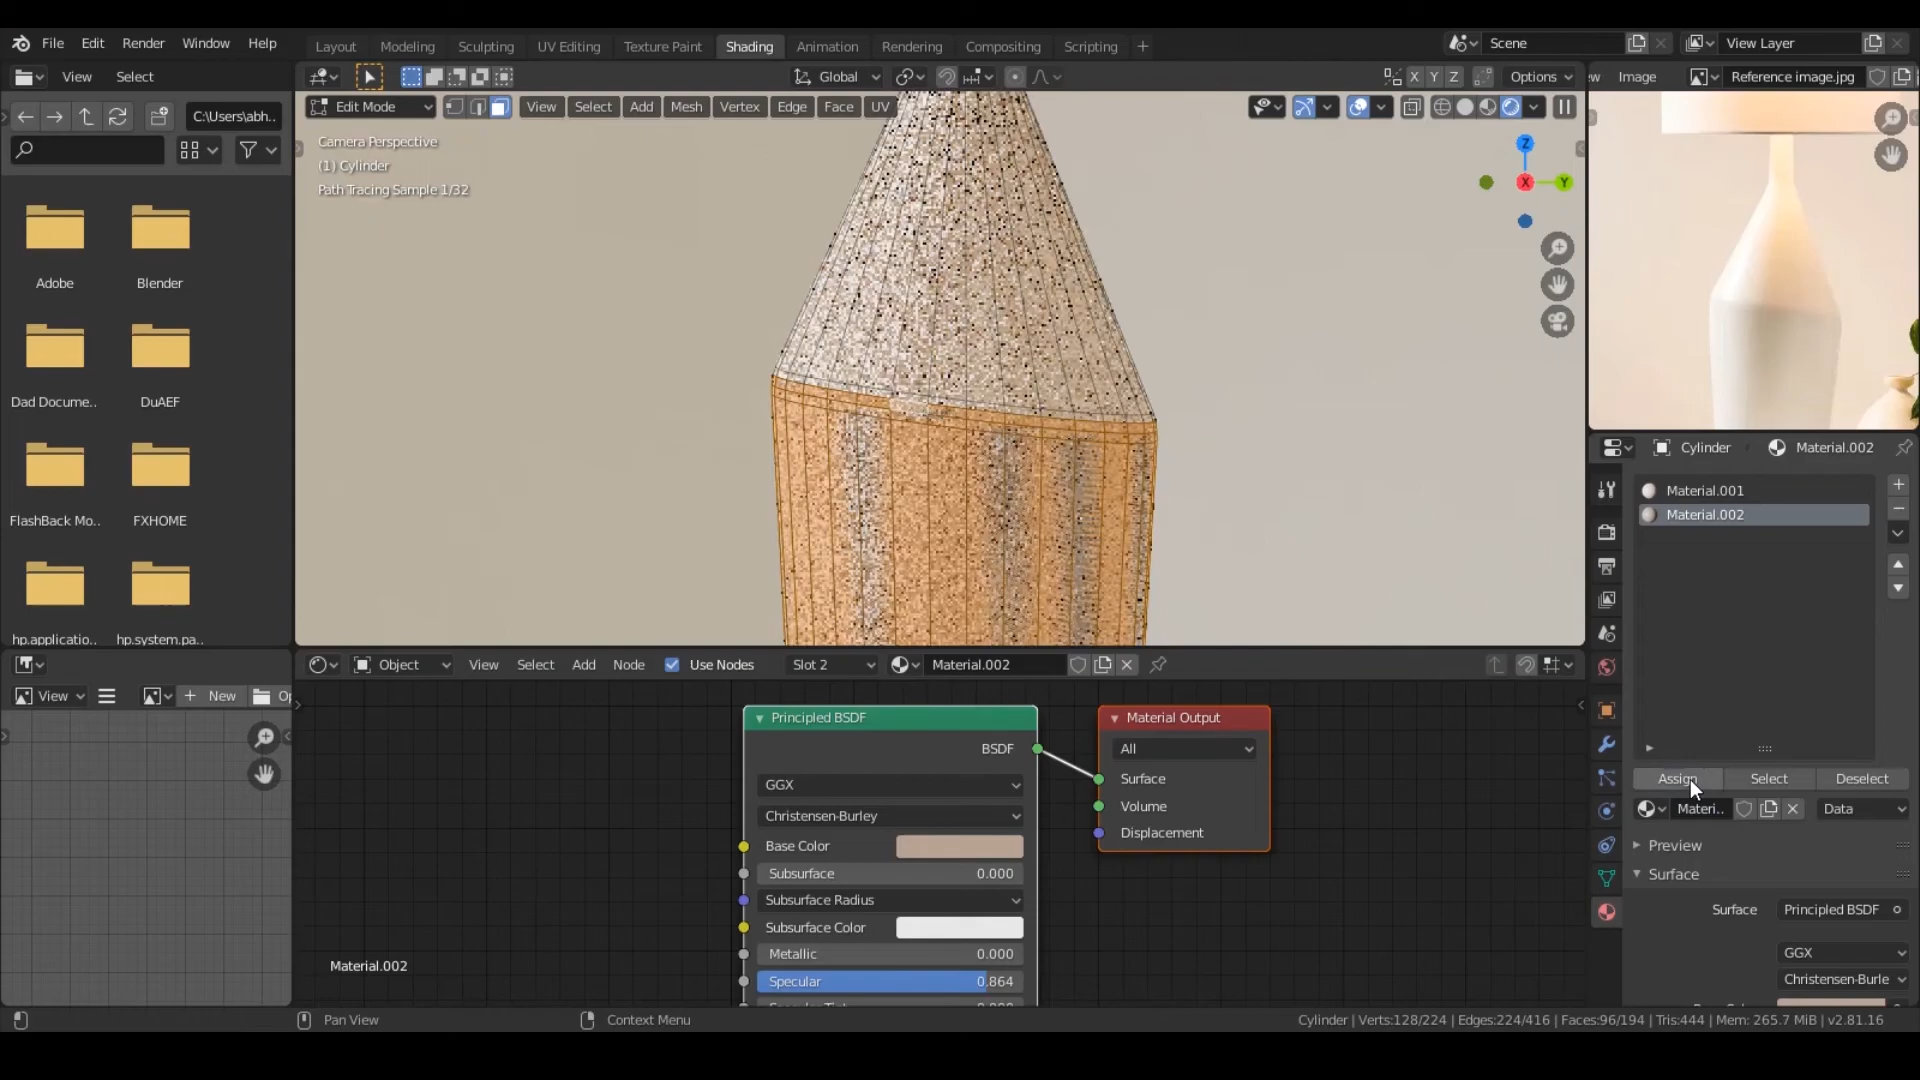 File Edit Render Window Help
Layout Modeling Sculpting UV Editing Texture Paint Shading Animation Rendering Compositing Scripting
Scene
View Layer
View Select
Global
X Y Z
Options
ew Image
Reference image.jpg
Edit Mode
View Select Add Mesh Vertex Edge Face UV
C:\Users\abh..
Camera Perspective
(1) Cylinder
Path Tracing Sample 1/32
Z
X
Y
Adobe
Blender
Dad Docume..
DuAEF
FlashBack Mo..
FXHOME
hp.applicatio..
hp.system.pa..
Cylinder
Material.002
Material.001
Material.002
Assign
Select
Deselect
Materi..
Data
Preview
Surface
Surface
Principled BSDF
GGX
Christensen-Burle
Object
View Select Add Node
Use Nodes
Slot 2
Material.002
View
New
Op
Principled BSDF
BSDF
GGX
Christensen-Burley
Base Color
Subsurface 0.000
Subsurface Radius
Subsurface Color
Metallic 0.000
Specular 0.864
Material Output
All
Surface
Volume
Displacement
Material.002
Pan View
Context Menu
Cylinder | Verts:128/224 | Edges:224/416 | Faces:96/194 | Tris:444 | Mem: 265.7 MiB | v2.81.16